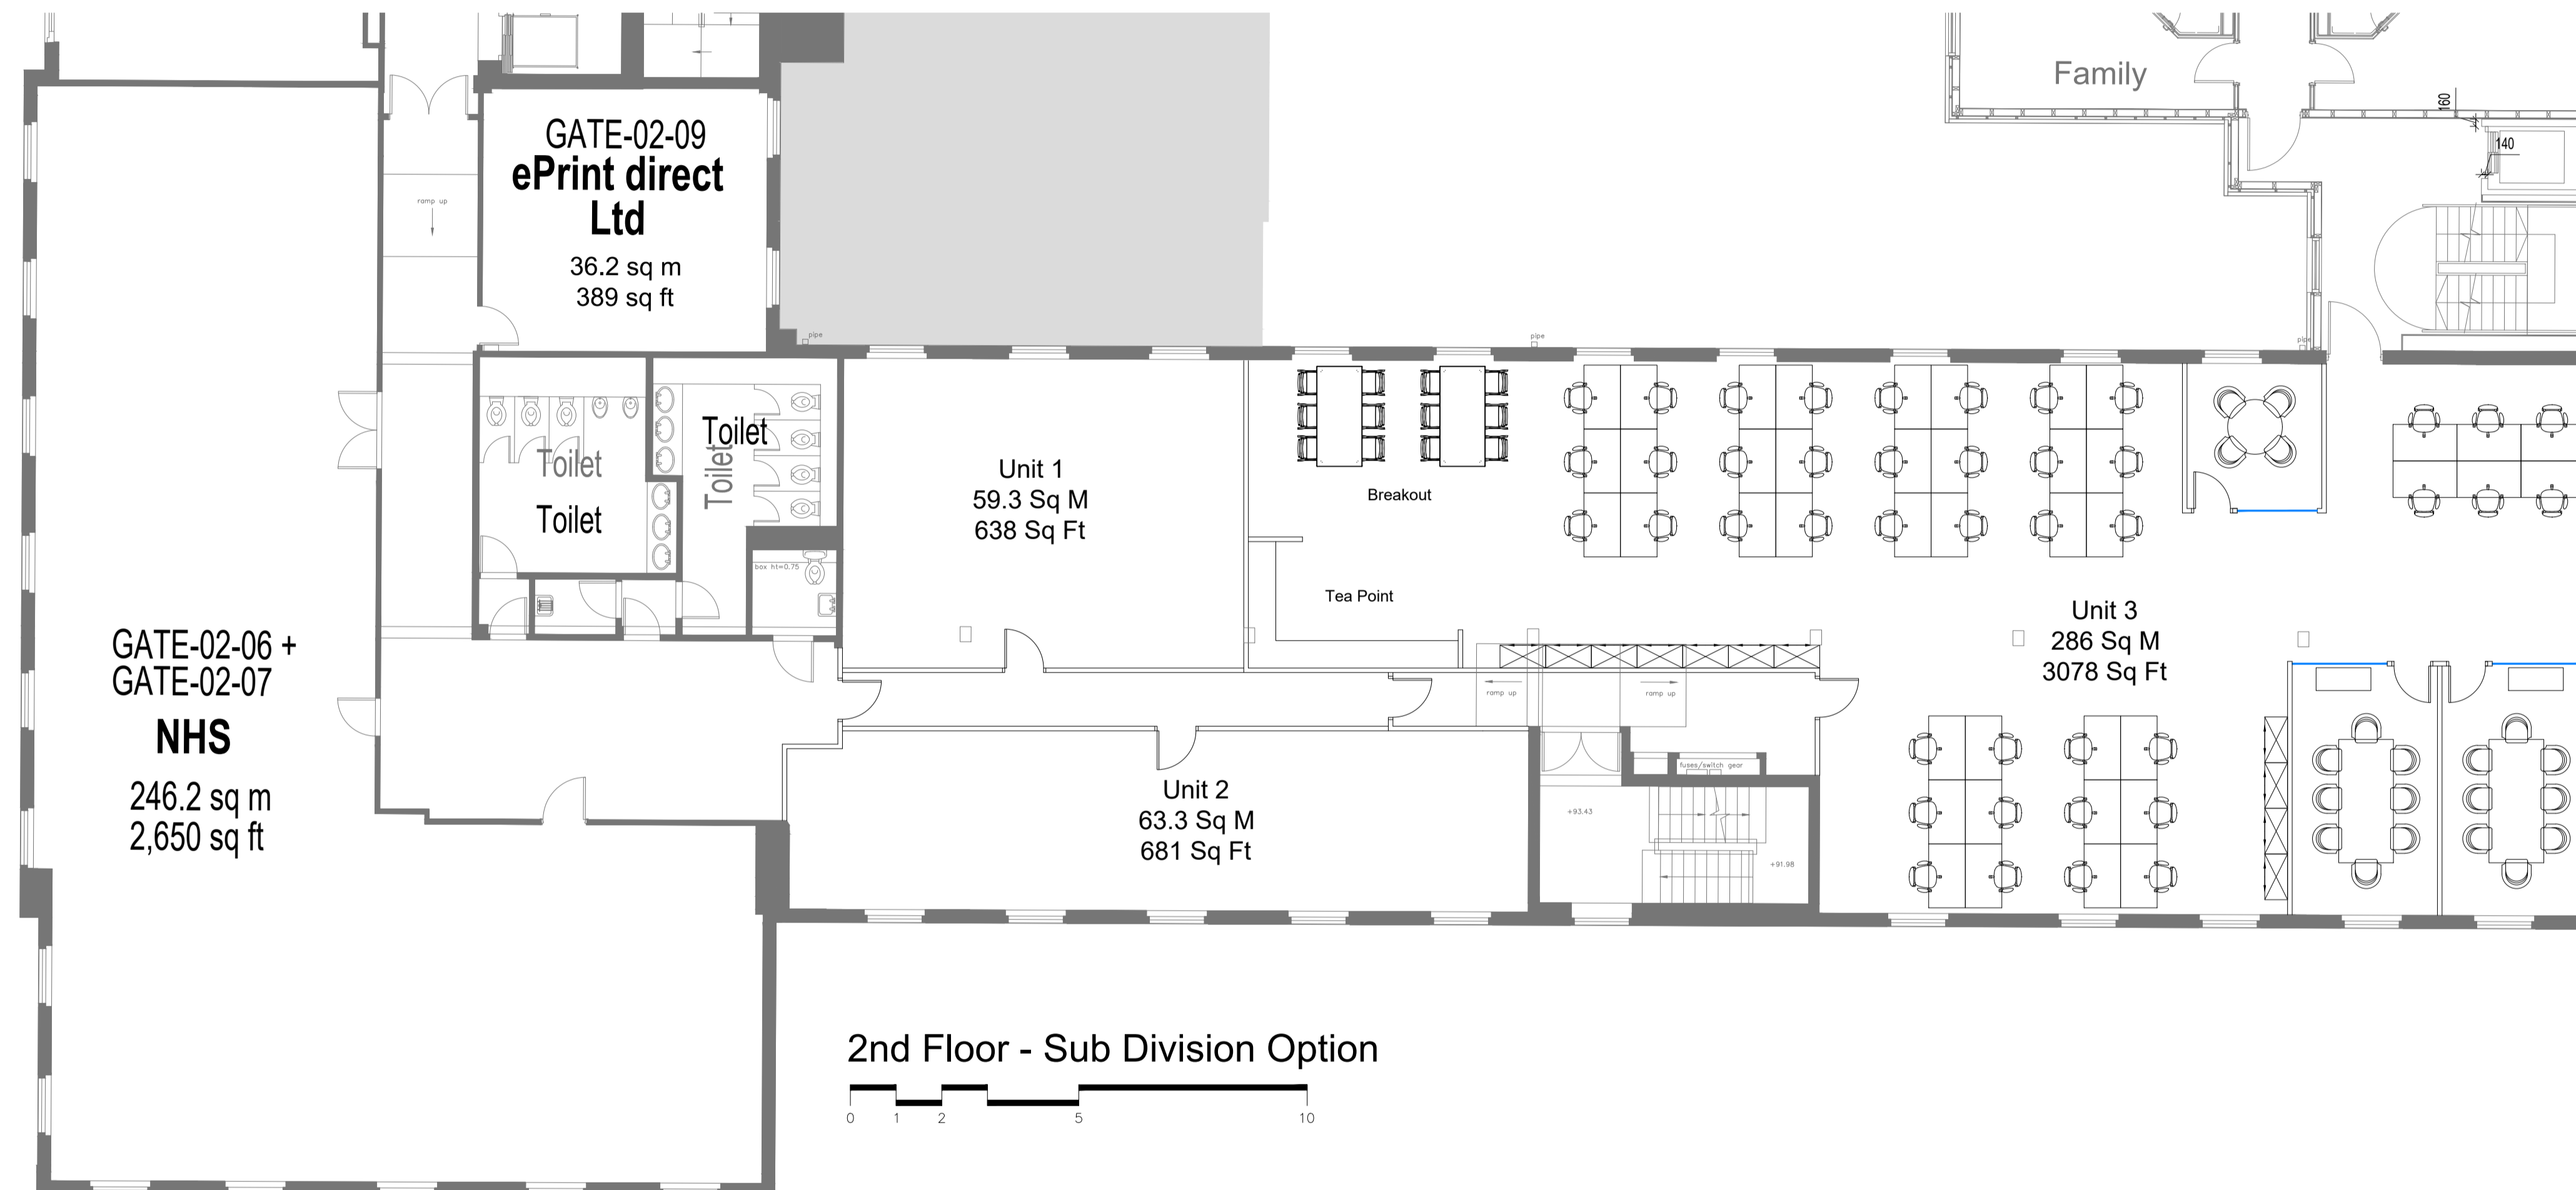 Family
160
140
GATE-02-09
ePrint direct
Ltd
36.2 sq m
389 sq ft
ramp up
pipe
pipe
pipe
Toilet
Toilet
Toilet
Toilet
box ht=0.75
Unit 1
59.3 Sq M
638 Sq Ft
Breakout
Tea Point
Unit 3
286 Sq M
3078 Sq Ft
GATE-02-06 +
GATE-02-07
NHS
246.2 sq m
2,650 sq ft
ramp up
ramp up
fuses/switch gear
Unit 2
63.3 Sq M
681 Sq Ft
+93.43
+91.98
2nd Floor - Sub Division Option
0 1 2 5 10